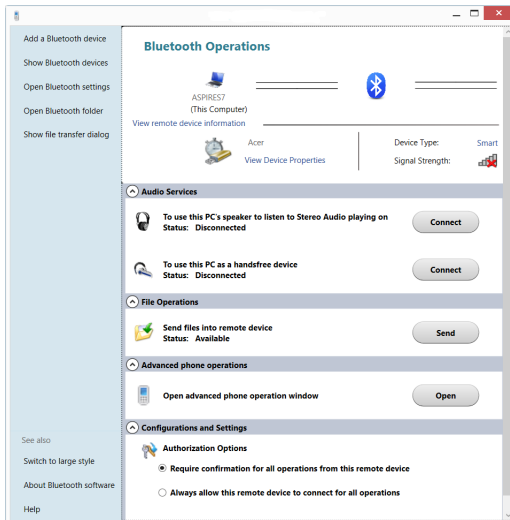 Add a Bluetooth device
Show Bluetooth devices
Open Bluetooth settings
Open Bluetooth folder
Show file transfer dialog
See also
Switch to large style
About Bluetooth software
Help
Bluetooth Operations
ASPIRES7
(This Computer)
View remote device information
Acer
View Device Properties
Device Type: Smart
Signal Strength:
Audio Services
To use this PC's speaker to listen to Stereo Audio playing on
Status: Disconnected
Connect
To use this PC as a handsfree device
Status: Disconnected
Connect
File Operations
Send files into remote device
Status: Available
Send
Advanced phone operations
Open advanced phone operation window
Open
Configurations and Settings
Authorization Options
Require confirmation for all operations from this remote device
Always allow this remote device to connect for all operations